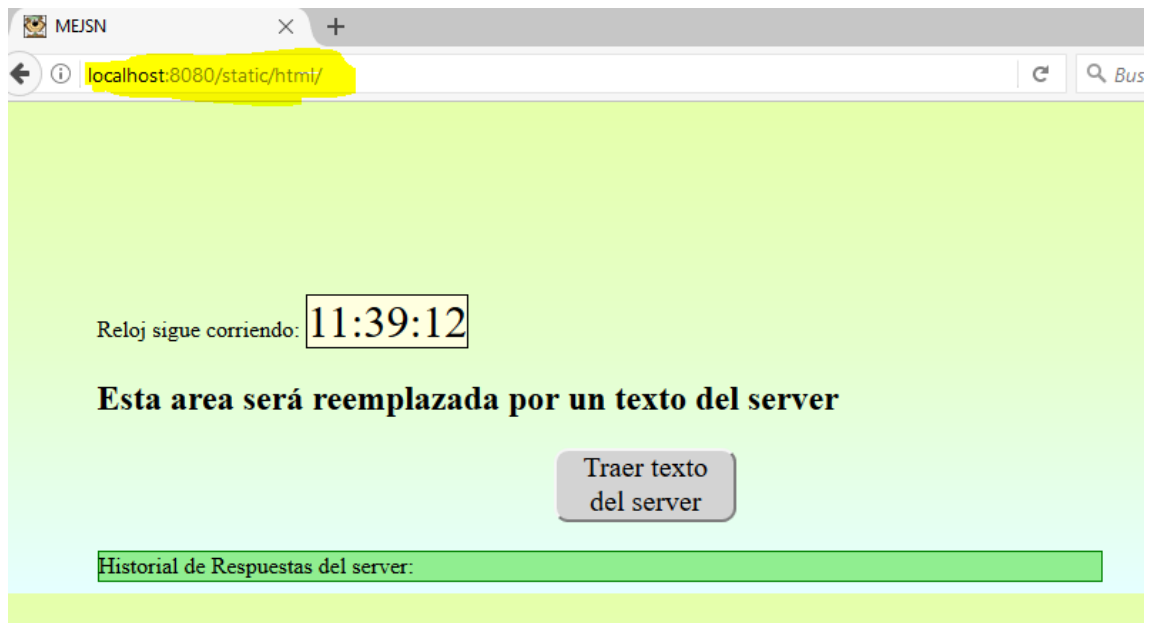 MEJSN
localhost:8080/static/html/
Bus
Reloj sigue corriendo: 11:39:12
Esta area será reemplazada por un texto del server
Traer texto
del server
Historial de Respuestas del server: